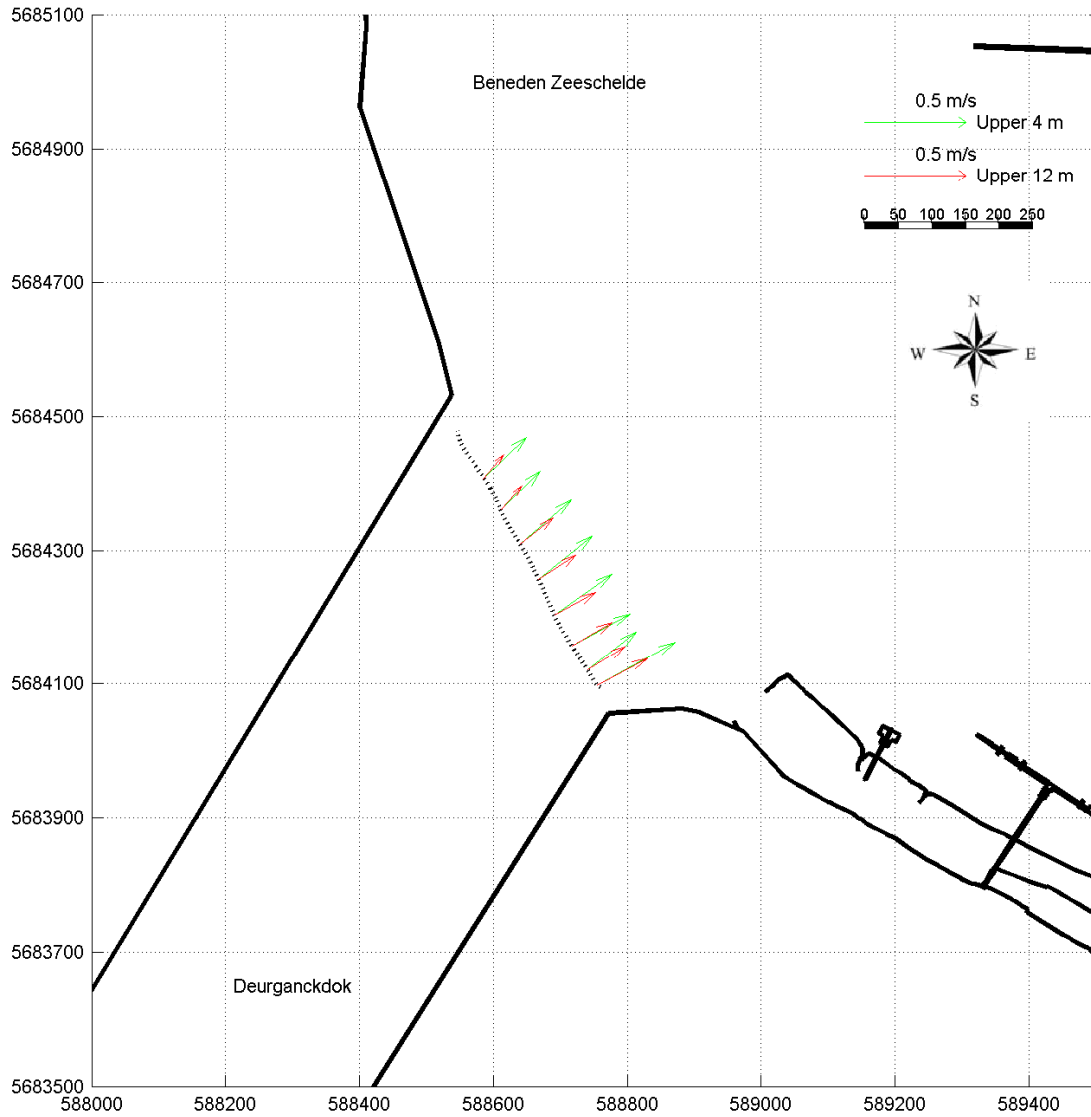 5685100
Beneden Zeeschelde
0.5 m/s
Upper 4 m
5684900
0.5 m/s
Upper 12 m
0 50 100 150 200 250
5684700
N
W E
S
5684500
5684300
5684100
5683900
5683700
Deurganckdok
5683500
588000 588200 588400 588600 588800 589000 589200 589400